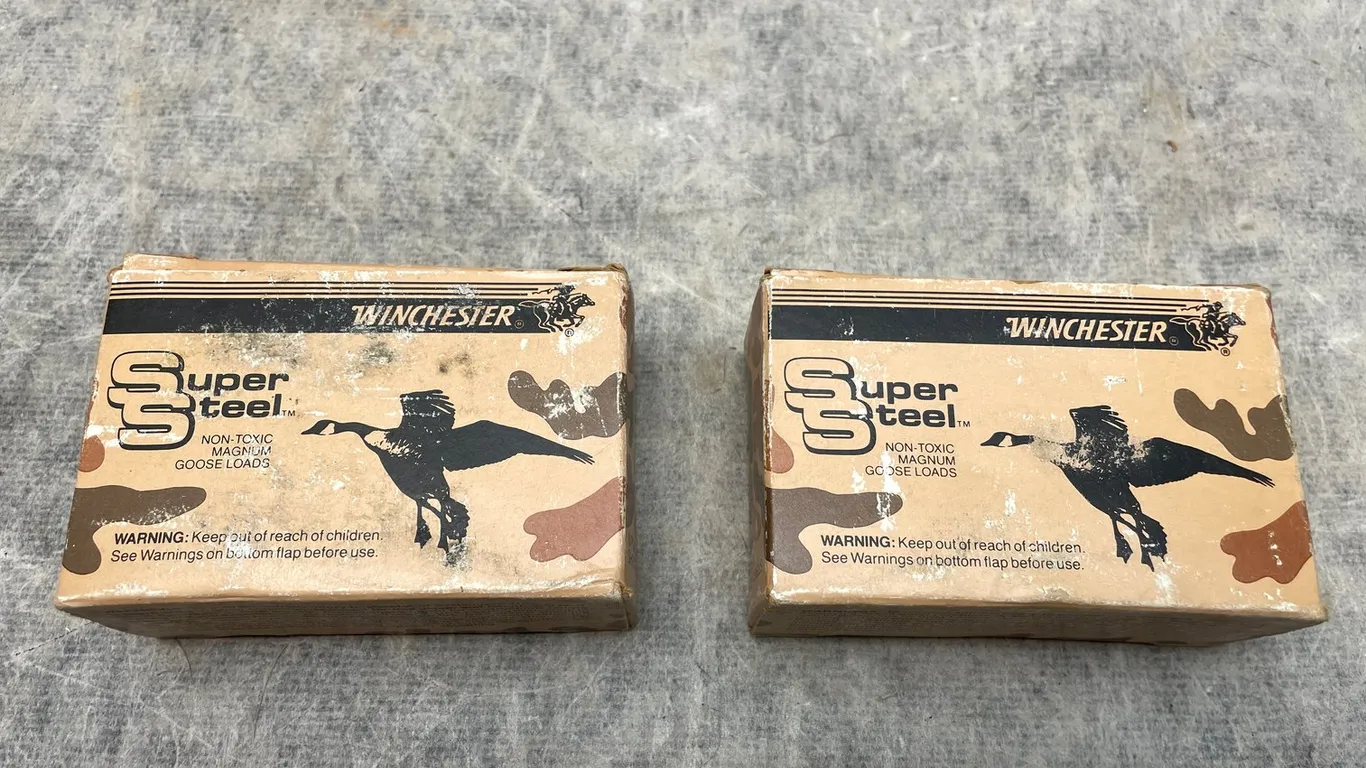 WINCHESTER
Super
Steel™
NON-TOXIC
MAGNUM
GOOSE LOADS
WARNING: Keep out of reach of children.
See Warnings on bottom flap before use.
WINCHESTER
Super
Steel™
NON-TOXIC
MAGNUM
GOOSE LOADS
WARNING: Keep out of reach of children.
See Warnings on bottom flap before use.